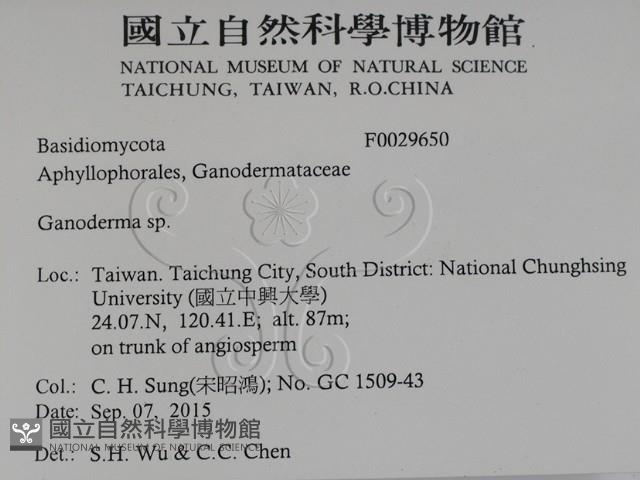 國立自然科學博物館
NATIONAL MUSEUM OF NATURAL SCIENCE
TAICHUNG, TAIWAN, R.O.CHINA
Basidiomycota F0029650
Aphyllophorales, Ganodermataceae
Ganoderma sp.
Loc.: Taiwan. Taichung City, South District: National Chunghsing
University (國立中興大學)
24.07.N, 120.41.E; alt. 87m;
on trunk of angiosperm
Col.: C. H. Sung(宋昭鴻); No. GC 1509-43
Date: Sep. 07, 2015
國立自然科學博物館
NATIONAL MUSEUM OF NATURAL SCIENCE
Det.: S.H. Wu & C.C. Chen